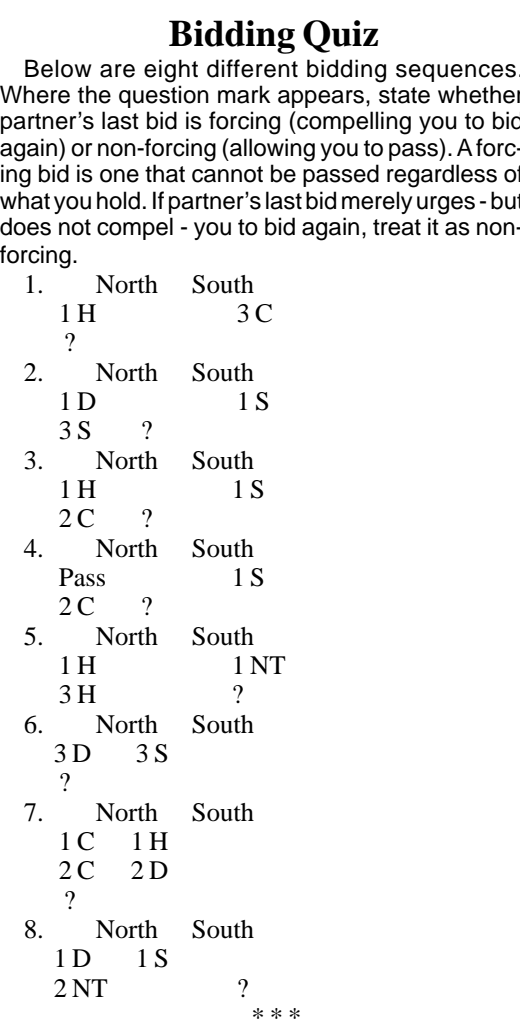 Bidding Quiz
Below are eight different bidding sequences.
Where the question mark appears, state whether
partner's last bid is forcing (compelling you to bid
again) or non-forcing (allowing you to pass). A forc-
ing bid is one that cannot be passed regardless of
what you hold. If partner's last bid merely urges - but
does not compel - you to bid again, treat it as non-
forcing.
1. North South
1 H 3 C
?
2. North South
1 D 1 S
3 S ?
3. North South
1 H 1 S
2 C ?
4. North South
Pass 1 S
2 C ?
5. North South
1 H 1 NT
3 H ?
6. North South
3 D 3 S
?
7. North South
1 C 1 H
2 C 2 D
?
8. North South
1 D 1 S
2 NT ?
* * *